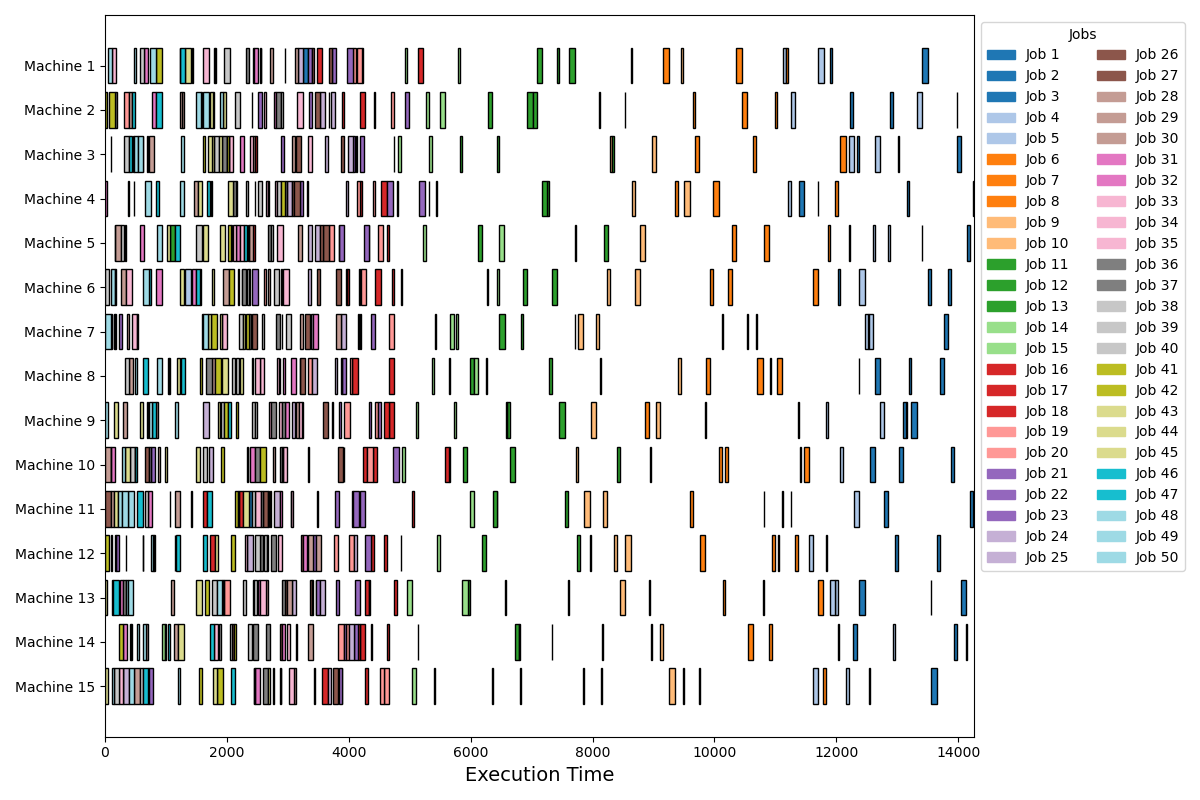 Machine 1
Machine 2
Machine 3
Machine 4
Machine 5
Machine 6
Machine 7
Machine 8
Machine 9
Machine 10
Machine 11
Machine 12
Machine 13
Machine 14
Machine 15
0 2000 4000 6000 8000 10000 12000 14000
Execution Time
Jobs
Job 1 Job 26
Job 2 Job 27
Job 3 Job 28
Job 4 Job 29
Job 5 Job 30
Job 6 Job 31
Job 7 Job 32
Job 8 Job 33
Job 9 Job 34
Job 10 Job 35
Job 11 Job 36
Job 12 Job 37
Job 13 Job 38
Job 14 Job 39
Job 15 Job 40
Job 16 Job 41
Job 17 Job 42
Job 18 Job 43
Job 19 Job 44
Job 20 Job 45
Job 21 Job 46
Job 22 Job 47
Job 23 Job 48
Job 24 Job 49
Job 25 Job 50